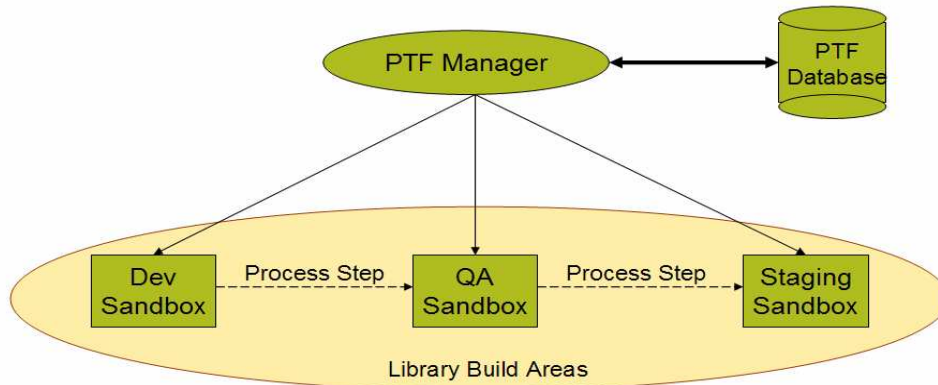 PTF Manager
PTF
Database
Dev
Sandbox
Process Step
QA
Sandbox
Process Step
Staging
Sandbox
Library Build Areas